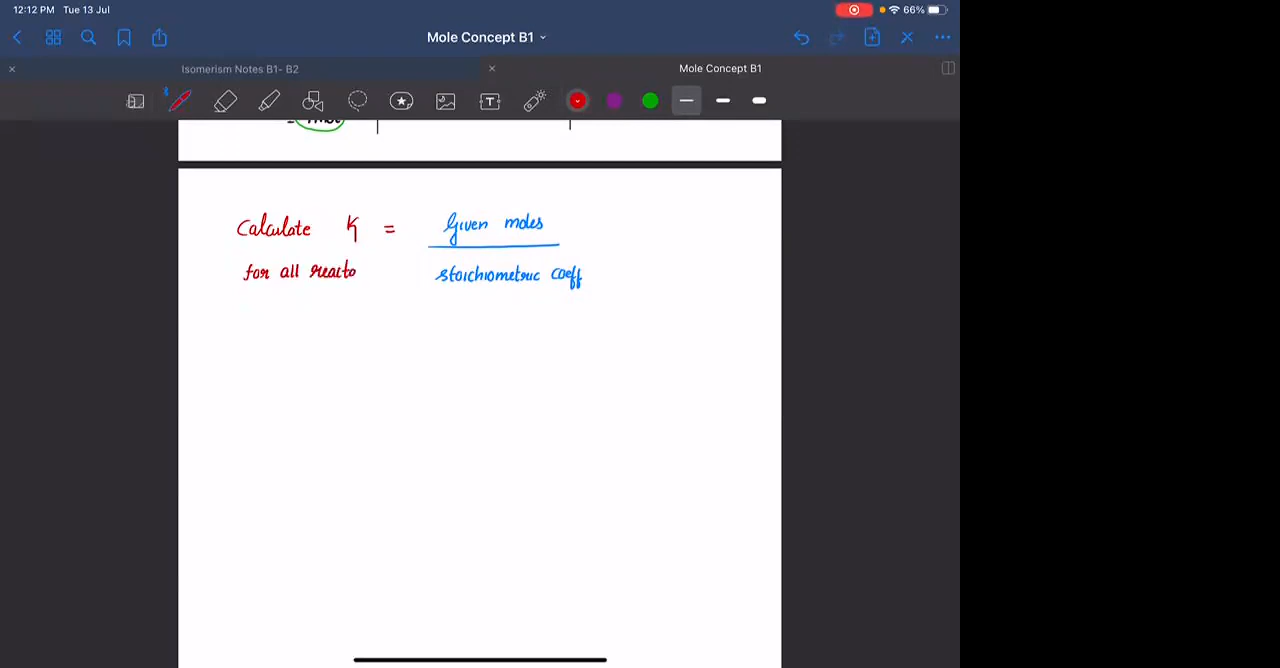 12:12 PM Tue 13 Jul
66%
Mole Concept B1
Isomerism Notes B1- B2
Mole Concept B1
Calculate K = Given moles
for all reacto stoichiometric coeff